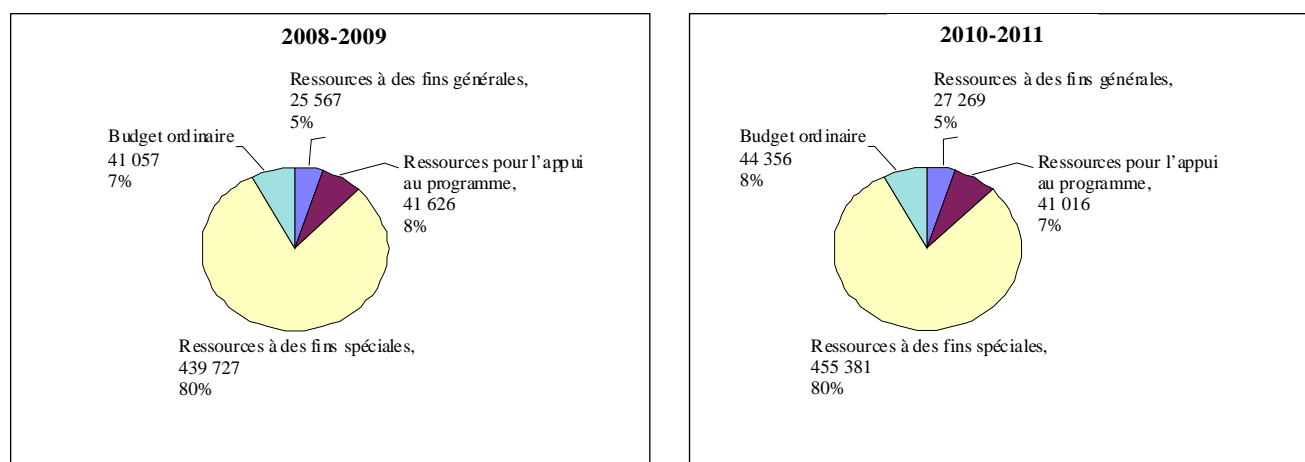 2008-2009
Ressources à des fins générales,
25 567
5%
Budget ordinaire
41 057
7%
Ressources pour l'appui
au programme,
41 626
8%
Ressources à des fins spéciales,
439 727
80%
2010-2011
Ressources à des fins générales,
27 269
5%
Budget ordinaire
44 356
8%
Ressources pour l'appui
au programme,
41 016
7%
Ressources à des fins spéciales,
455 381
80%